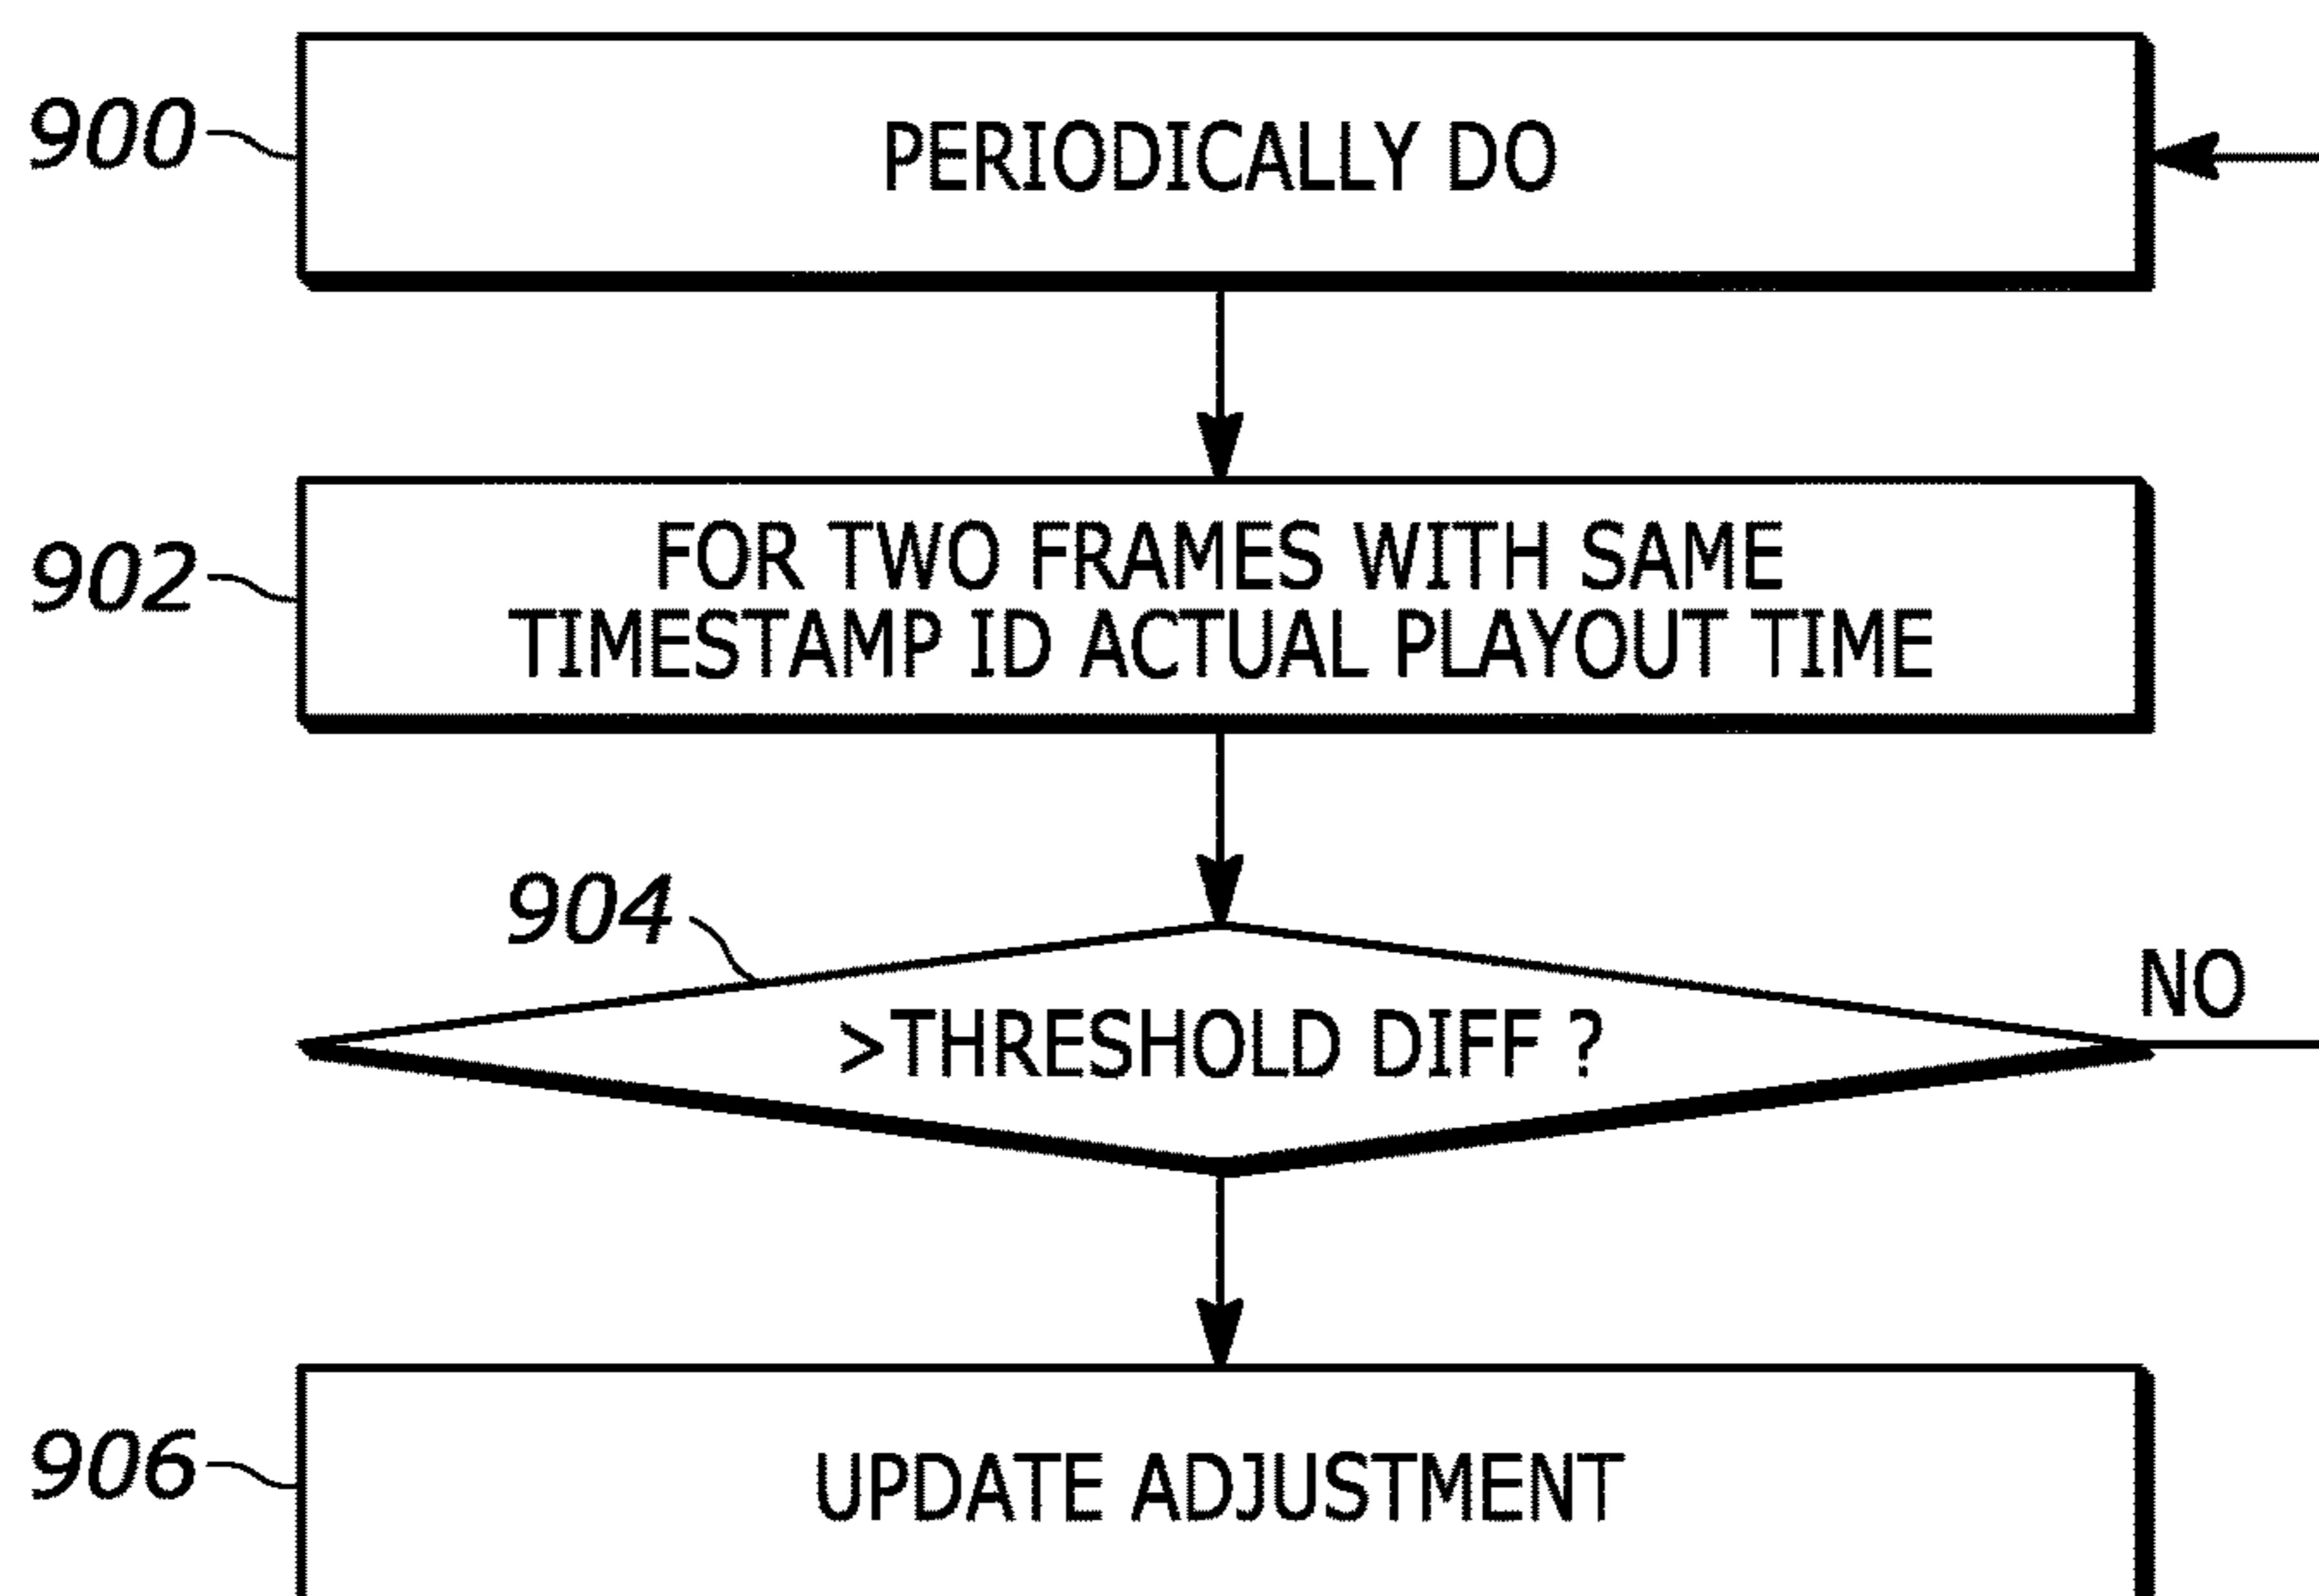 900
PERIODICALLY DO
902
FOR TWO FRAMES WITH SAME
TIMESTAMP ID ACTUAL PLAYOUT TIME
904
>THRESHOLD DIFF ?
NO
906
UPDATE ADJUSTMENT